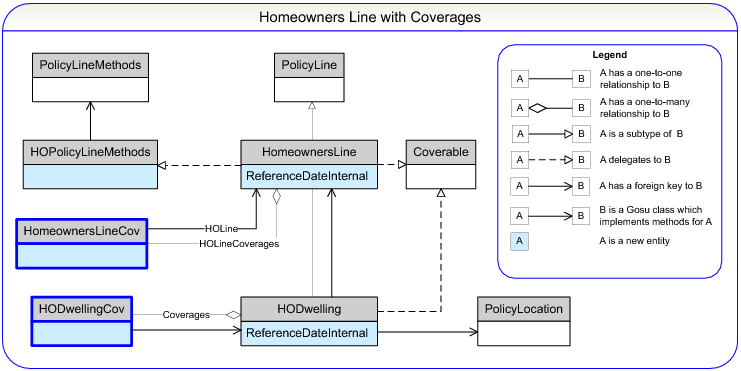 Homeowners Line with Coverages
PolicyLineMethods
PolicyLine
HOPolicyLineMethods
HomeownersLine
ReferenceDateInternal
Coverable
HomeownersLineCov
HOLine
HOLineCoverages
HODwellingCov
Coverages
HODwelling
ReferenceDateInternal
PolicyLocation
Legend
A B A has a one-to-one
relationship to B
A B A has a one-to-many
relationship to B
A B A is a subtype of B
A B A delegates to B
A B A has a foreign key to B
A B B is a Gosu class which
implements methods for A
A A is a new entity